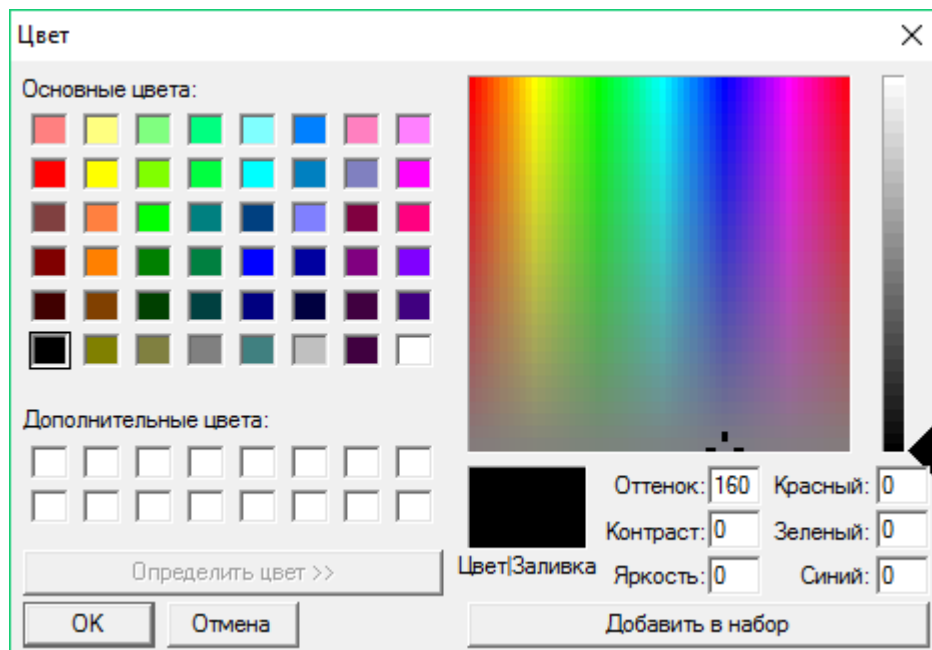 Цвет
Основные цвета:
Дополнительные цвета:
Определить цвет >>
OK
Отмена
Цвет|Заливка
Оттенок: 160
Контраст: 0
Яркость: 0
Красный: 0
Зеленый: 0
Синий: 0
Добавить в набор